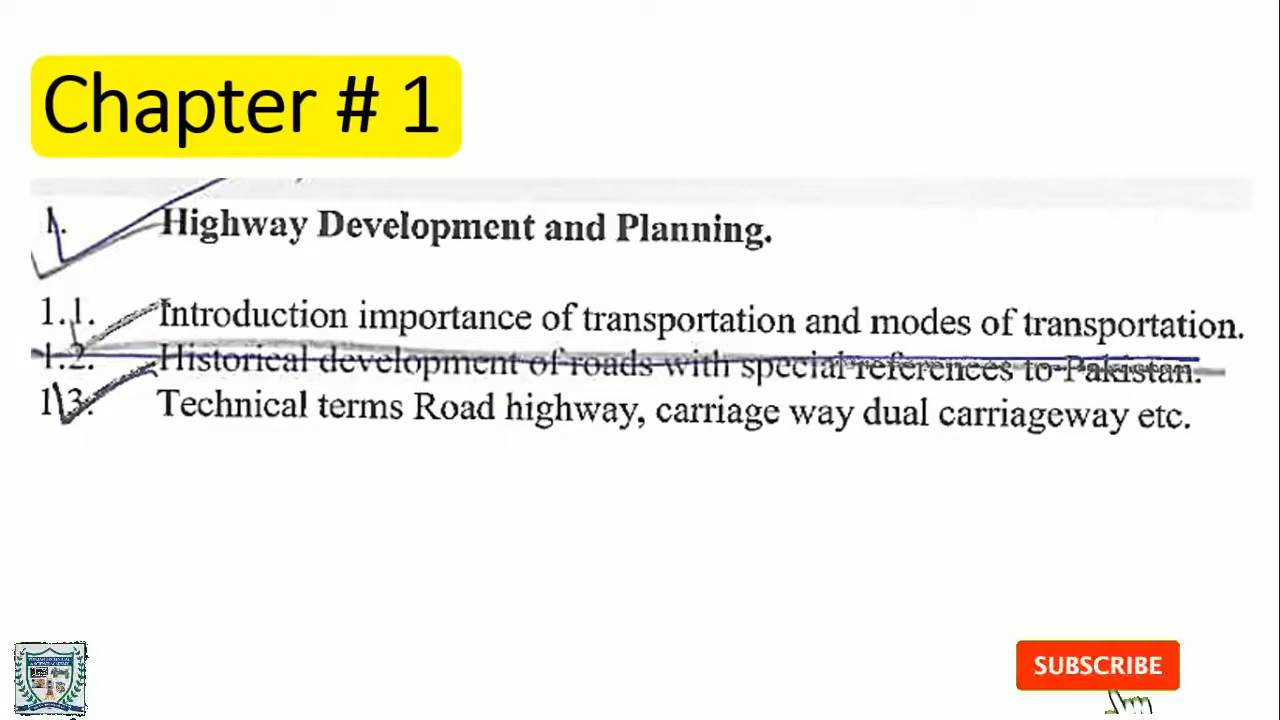 Chapter # 1
1. Highway Development and Planning.
1.1. Introduction importance of transportation and modes of transportation.
1.2. Historical development of roads with special references to Pakistan.
1.3. Technical terms Road highway, carriage way dual carriageway etc.
SUBSCRIBE